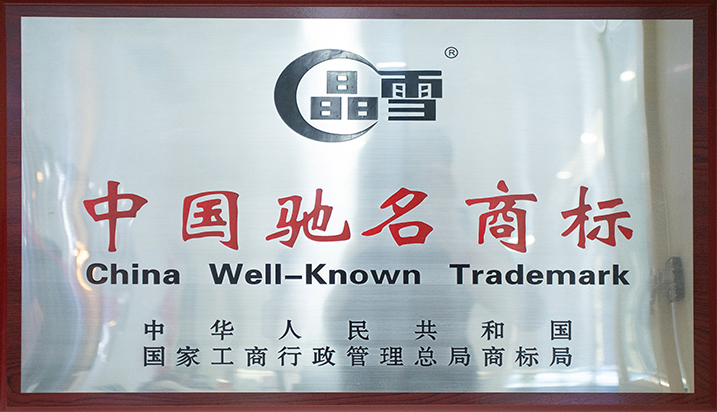 晶雪®
中国驰名商标
China Well-Known Trademark
中华人民共和国
国家工商行政管理总局商标局